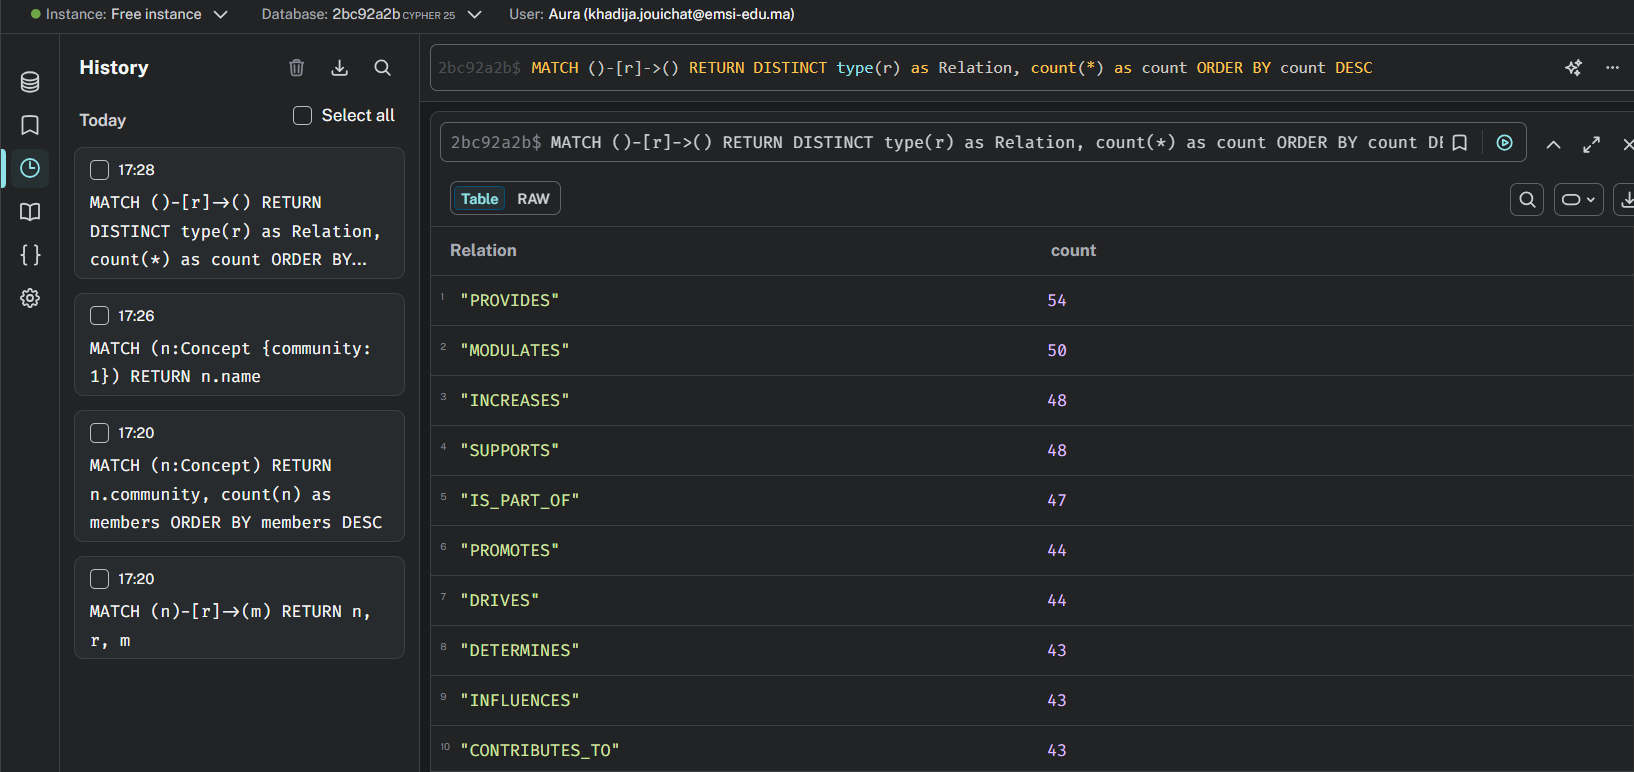 Instance: Free instance
Database: 2bc92a2b CYPHER 25
User: Aura (khadija.jouichat@emsi-edu.ma)
History
Today
Select all
17:28
MATCH ()-[r]->() RETURN
DISTINCT type(r) as Relation,
count(*) as count ORDER BY...
17:26
MATCH (n:Concept {community:
1}) RETURN n.name
17:20
MATCH (n:Concept) RETURN
n.community, count(n) as
members ORDER BY members DESC
17:20
MATCH (n)-[r]->(m) RETURN n,
r, m
2bc92a2b$ MATCH ()-[r]->() RETURN DISTINCT type(r) as Relation, count(*) as count ORDER BY count DESC
2bc92a2b$ MATCH ()-[r]->() RETURN DISTINCT type(r) as Relation, count(*) as count ORDER BY count DE
Table RAW
Relation count
1 "PROVIDES" 54
2 "MODULATES" 50
3 "INCREASES" 48
4 "SUPPORTS" 48
5 "IS_PART_OF" 47
6 "PROMOTES" 44
7 "DRIVES" 44
8 "DETERMINES" 43
9 "INFLUENCES" 43
10 "CONTRIBUTES_TO" 43